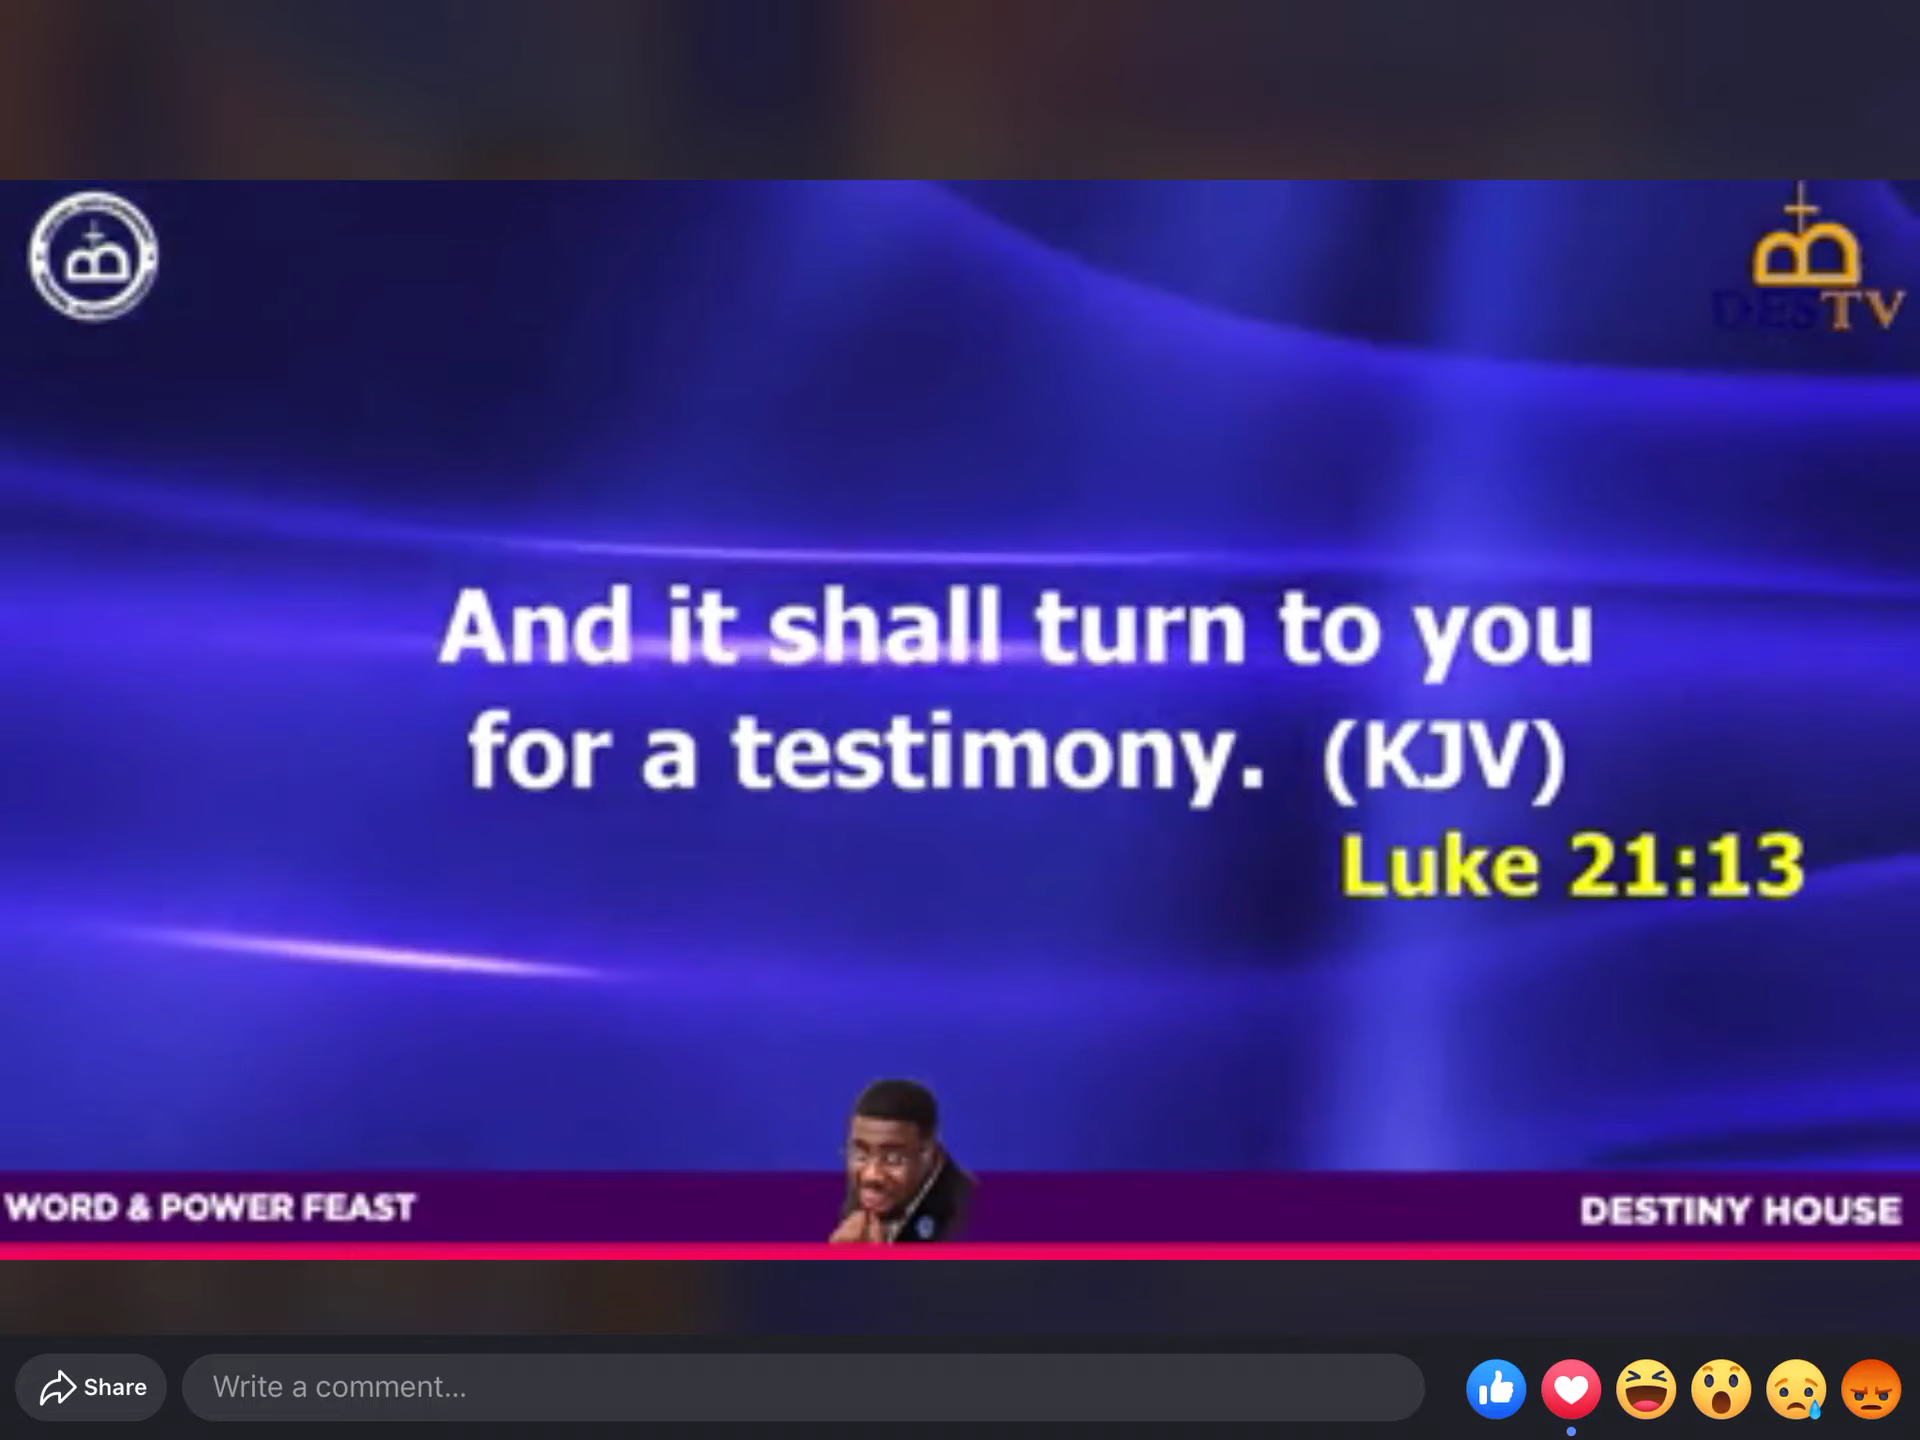 DESTV
And it shall turn to you
for a testimony. (KJV)
Luke 21:13
WORD & POWER FEAST
DESTINY HOUSE
Share
Write a comment...